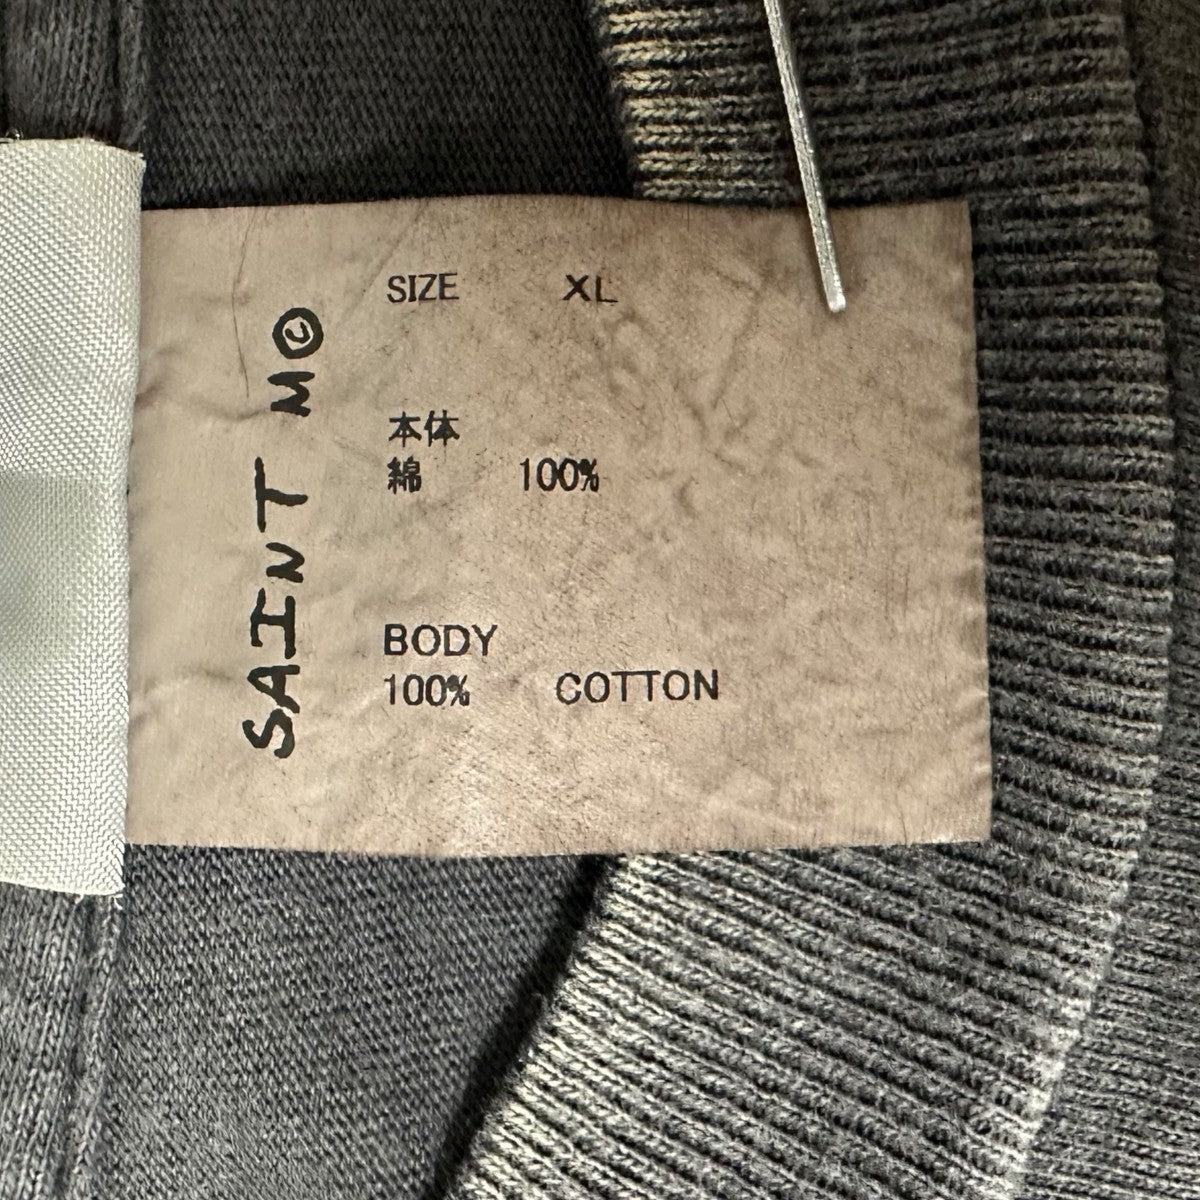 SIZE XL
本体
綿 100%
BODY
100% COTTON
SAINT M©